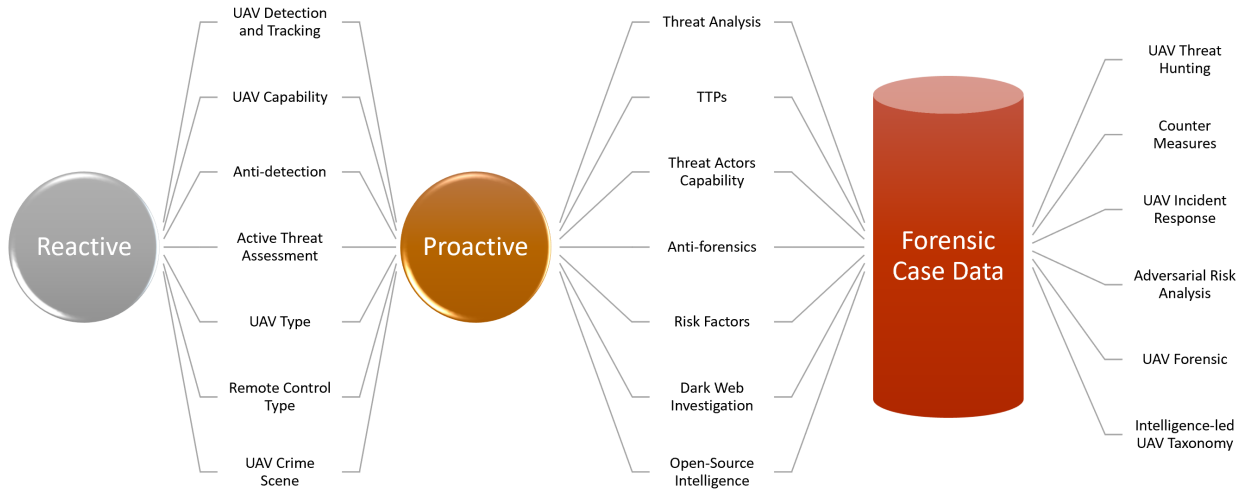 Reactive
UAV Detection
and Tracking
UAV Capability
Anti-detection
Active Threat
Assessment
UAV Type
Remote Control
Type
UAV Crime
Scene
Proactive
Threat Analysis
TTPs
Threat Actors
Capability
Anti-forensics
Risk Factors
Dark Web
Investigation
Open-Source
Intelligence
Forensic
Case Data
UAV Threat
Hunting
Counter
Measures
UAV Incident
Response
Adversarial Risk
Analysis
UAV Forensic
Intelligence-led
UAV Taxonomy